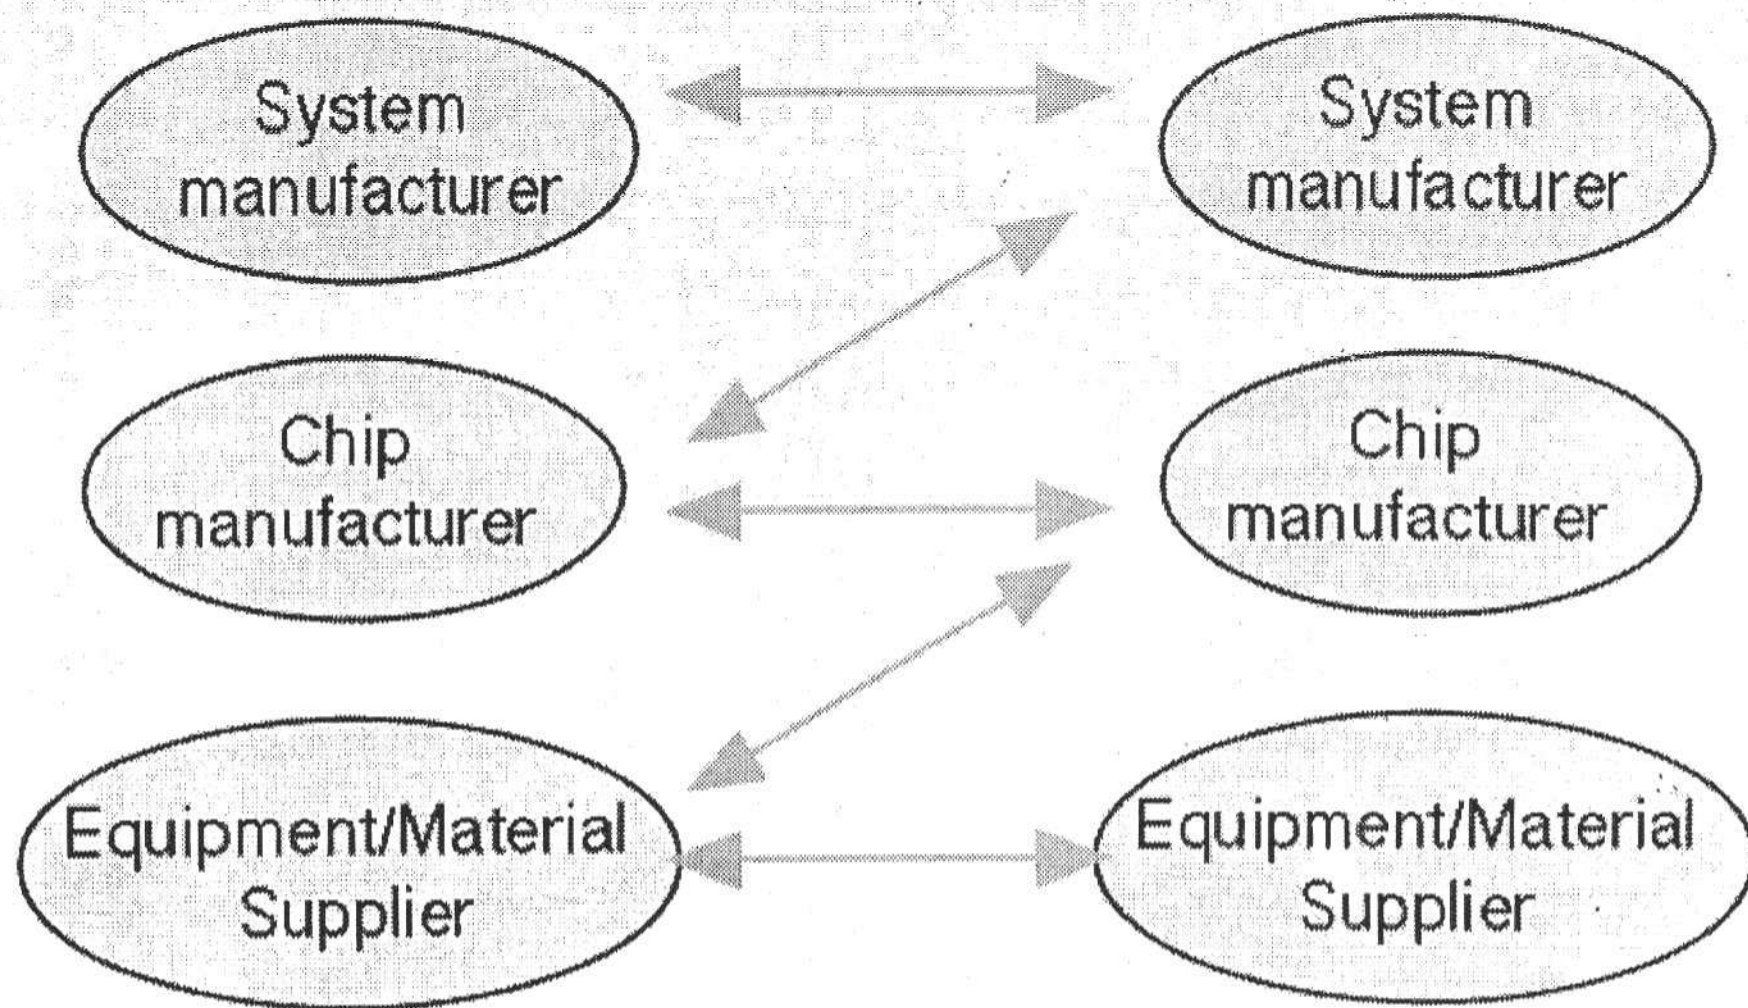 System
manufacturer
System
manufacturer
Chip
manufacturer
Chip
manufacturer
Equipment/Material
Supplier
Equipment/Material
Supplier